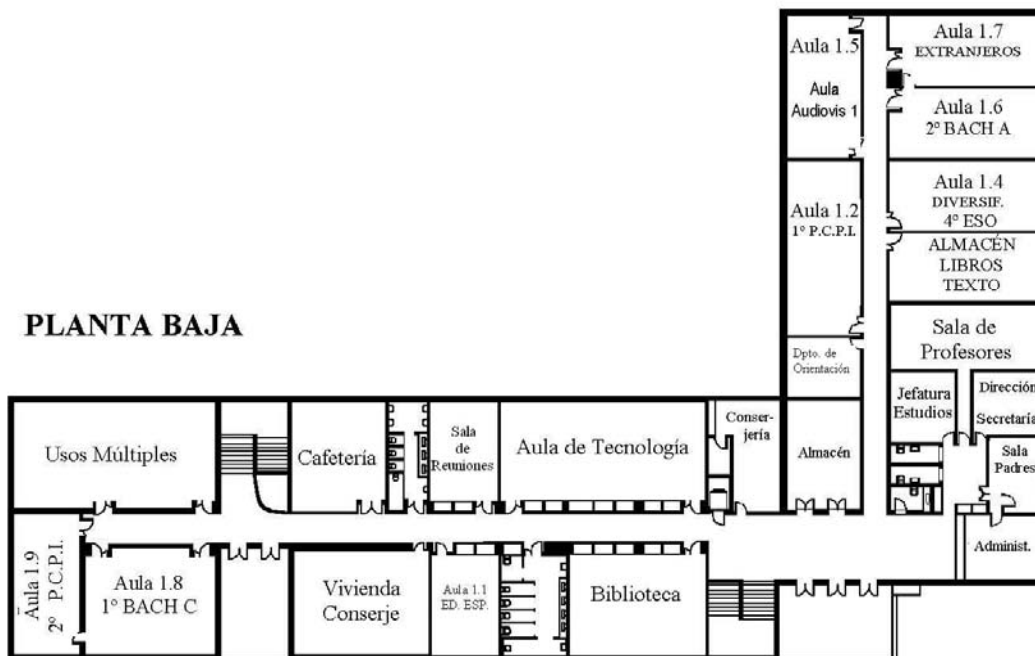 Aula 1.7
EXTRANJEROS
Aula 1.5
Aula
Audiovis 1
Aula 1.6
2º BACH A
Aula 1.4
DIVERSIF.
4º ESO
Aula 1.2
1º P.C.P.I.
ALMACÉN
LIBROS
TEXTO
PLANTA BAJA
Sala de
Profesores
Dpto. de
Orientación
Jefatura
Estudios
Dirección
Secretaría
Usos Múltiples
Cafetería
Sala
de
Reuniones
Aula de Tecnología
Conser-
jería
Almacén
Sala
Padres
Aula 1.9
2º P.C.P.I.
Aula 1.8
1º BACH C
Vivienda
Conserje
Aula 1.1
ED. ESP.
Biblioteca
Administ.